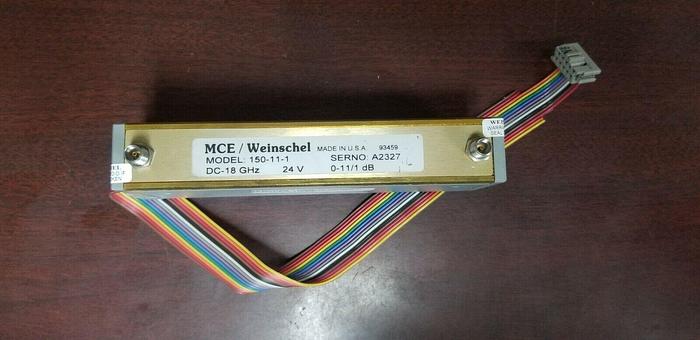 MCE / Weinschel MADE IN U.S.A 93459
MODEL: 150-11-1 SERNO: A2327
DC-18 GHz 24 V 0-11/1 dB
SEAL